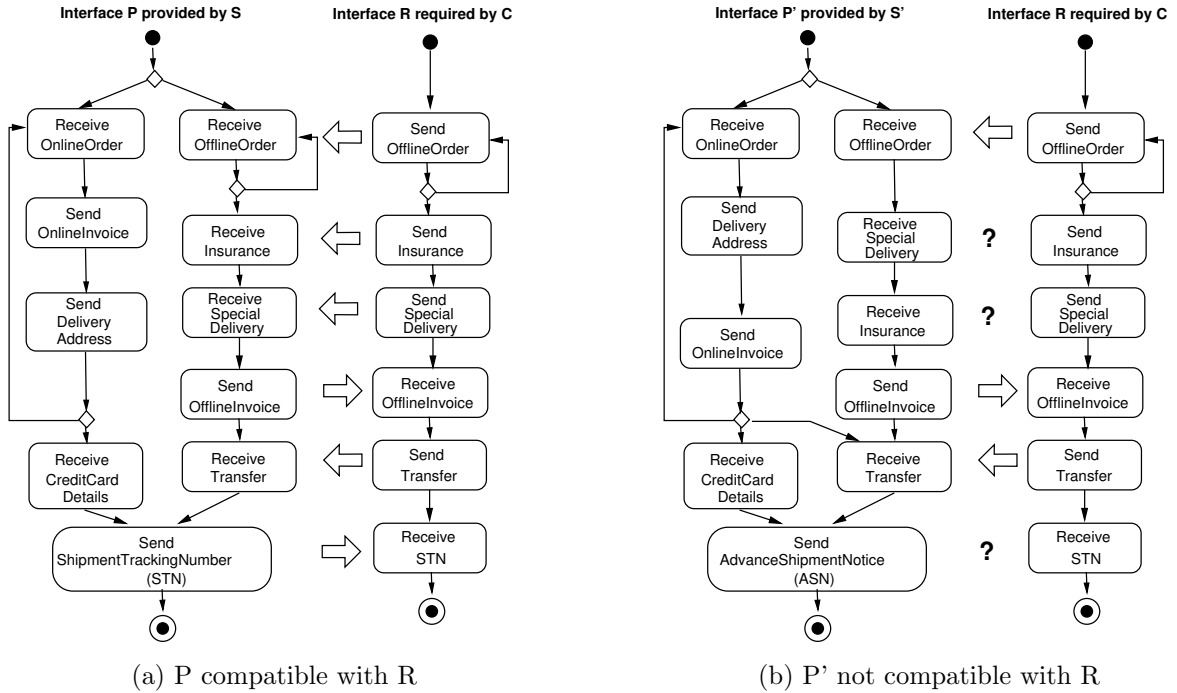 Interface P provided by S
Interface R required by C
Receive
OnlineOrder
Receive
OfflineOrder
Send
OfflineOrder
Send
OnlineInvoice
Receive
Insurance
Send
Insurance
Send
Delivery
Address
Receive
Special
Delivery
Send
Special
Delivery
Send
OfflineInvoice
Receive
OfflineInvoice
Receive
CreditCard
Details
Receive
Transfer
Send
Transfer
Send
ShipmentTrackingNumber
(STN)
Receive
STN
(a) P compatible with R
Interface P' provided by S'
Interface R required by C
Receive
OnlineOrder
Receive
OfflineOrder
Send
OfflineOrder
Send
Delivery
Address
Receive
Special
Delivery
?
Send
Insurance
Send
OnlineInvoice
Receive
Insurance
?
Send
Special
Delivery
Send
OfflineInvoice
Receive
OfflineInvoice
Receive
CreditCard
Details
Receive
Transfer
Send
Transfer
Send
AdvanceShipmentNotice
(ASN)
?
Receive
STN
(b) P' not compatible with R